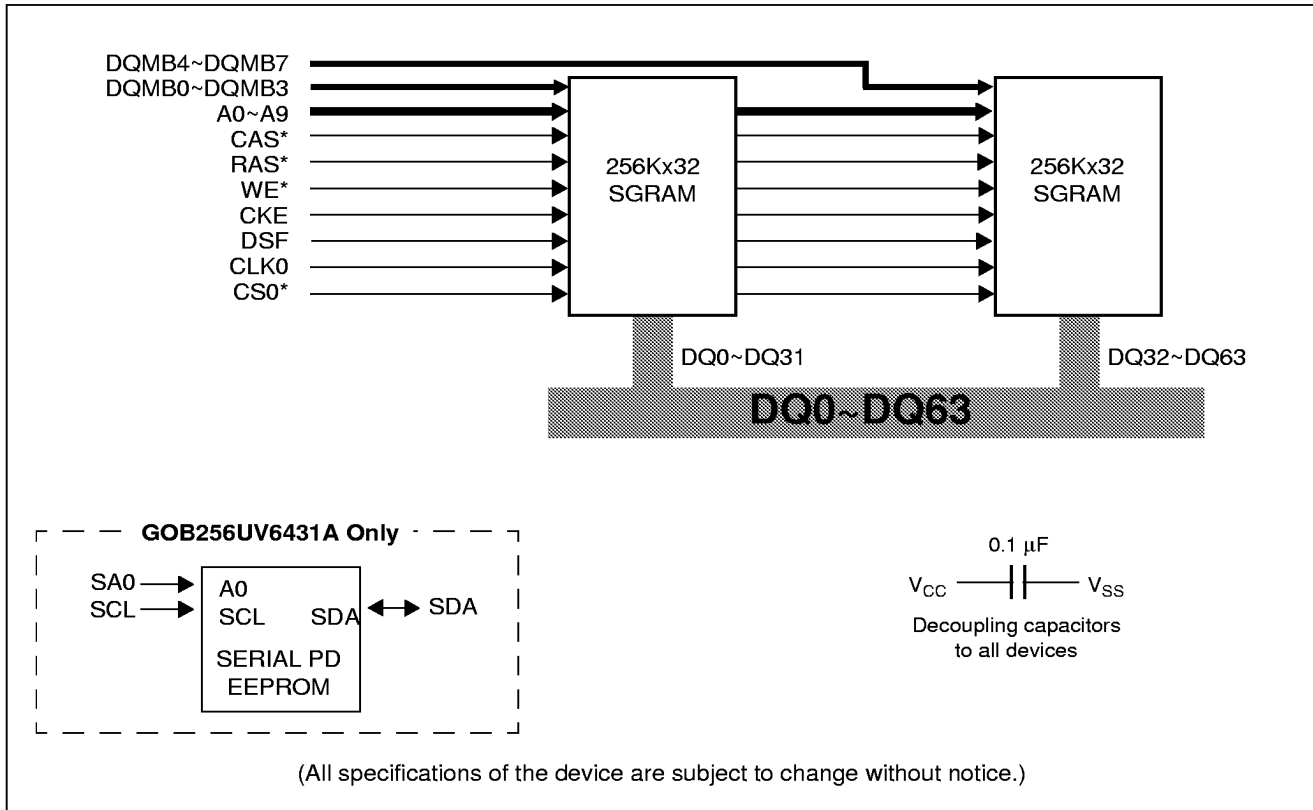 DQMB4~DQMB7
DQMB0~DQMB3
A0~A9
CAS*
RAS*
WE*
CKE
DSF
CLK0
CS0*
256Kx32
SGRAM
256Kx32
SGRAM
DQ0~DQ31
DQ32~DQ63
DQ0~DQ63
GOB256UV6431A Only
SA0
SCL
A0
SCL SDA
SERIAL PD
EEPROM
SDA
0.1 µF
VCC VSS
Decoupling capacitors
to all devices
(All specifications of the device are subject to change without notice.)